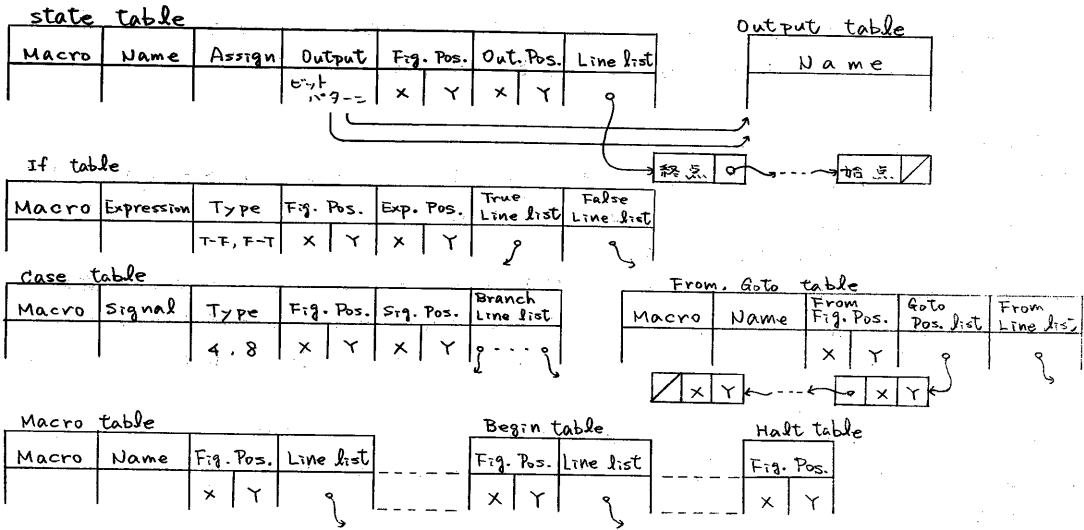 state table
Output table
Macro Name Assign Output Fig. Pos. Out. Pos. Line list
Name
ビット
パターン
X Y X Y
終点
始点
If table
Macro Expression Type Fig. Pos. Exp. Pos. True Line list False Line list
T-F, F-T X Y X Y
Case table
Macro Signal Type Fig. Pos. Sig. Pos. Branch Line list
4, 8 X Y X Y
From, Goto table
Macro Name From Fig. Pos. Goto Pos. list From Line list
X Y
X Y X Y
Macro table
Macro Name Fig. Pos. Line list
X Y
Begin table
Fig. Pos. Line list
X Y
Halt table
Fig. Pos.
X Y